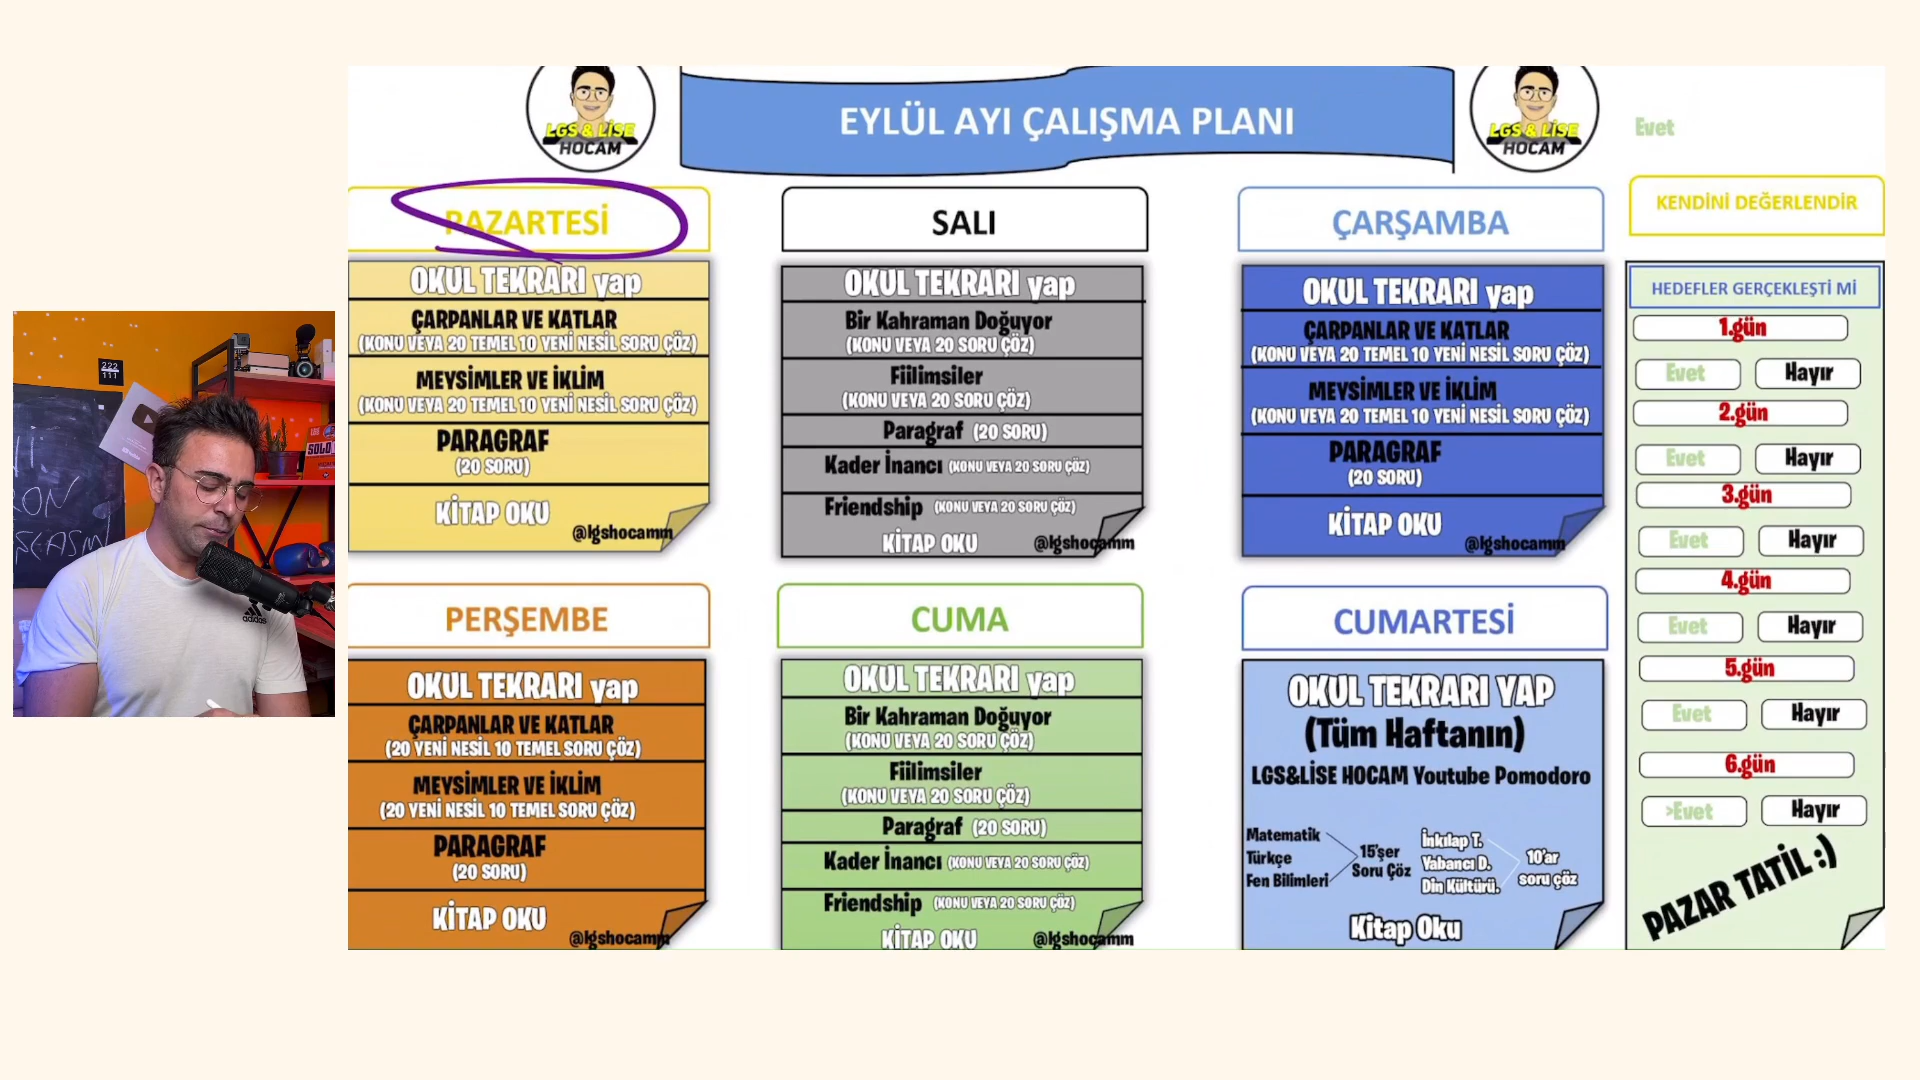 LGS & LİSE
HOCAM
EYLÜL AYI ÇALIŞMA PLANI
LGS & LİSE
HOCAM
Evet
PAZARTESİ
OKUL TEKRARI yap
ÇARPANLAR VE KATLAR
(KONU VEYA 20 TEMEL 10 YENİ NESİL SORU ÇÖZ)
MEYSİMLER VE İKLİM
(KONU VEYA 20 TEMEL 10 YENİ NESİL SORU ÇÖZ)
PARAGRAF
(20 SORU)
KİTAP OKU
@lgshocamm
SALI
OKUL TEKRARI yap
Bir Kahraman Doğuyor
(KONU VEYA 20 SORU ÇÖZ)
Fiilimsiler
(KONU VEYA 20 SORU ÇÖZ)
Paragraf (20 SORU)
Kader İnancı (KONU VEYA 20 SORU ÇÖZ)
Friendship (KONU VEYA 20 SORU ÇÖZ)
KİTAP OKU
@lgshocamm
ÇARŞAMBA
OKUL TEKRARI yap
ÇARPANLAR VE KATLAR
(KONU VEYA 20 TEMEL 10 YENİ NESİL SORU ÇÖZ)
MEYSİMLER VE İKLİM
(KONU VEYA 20 TEMEL 10 YENİ NESİL SORU ÇÖZ)
PARAGRAF
(20 SORU)
KİTAP OKU
@lgshocamm
PERŞEMBE
OKUL TEKRARI yap
ÇARPANLAR VE KATLAR
(20 YENİ NESİL 10 TEMEL SORU ÇÖZ)
MEYSİMLER VE İKLİM
(20 YENİ NESİL 10 TEMEL SORU ÇÖZ)
PARAGRAF
(20 SORU)
KİTAP OKU
@lgshocamm
CUMA
OKUL TEKRARI yap
Bir Kahraman Doğuyor
(KONU VEYA 20 SORU ÇÖZ)
Fiilimsiler
(KONU VEYA 20 SORU ÇÖZ)
Paragraf (20 SORU)
Kader İnancı (KONU VEYA 20 SORU ÇÖZ)
Friendship (KONU VEYA 20 SORU ÇÖZ)
KİTAP OKU
@lgshocamm
CUMARTESİ
OKUL TEKRARI YAP
(Tüm Haftanın)
LGS&LİSE HOCAM Youtube Pomodoro
Matematik
Türkçe
Fen Bilimleri
15'şer
Soru Çöz
İnkılap T.
Yabancı D.
Din Kültürü.
10'ar
soru çöz
Kitap Oku
KENDİNİ DEĞERLENDİR
HEDEFLER GERÇEKLEŞTİ Mİ
1.gün
Evet Hayır
2.gün
Evet Hayır
3.gün
Evet Hayır
4.gün
Evet Hayır
5.gün
Evet Hayır
6.gün
>Evet Hayır
PAZAR TATİL :)
222
111
SOLO
adidas